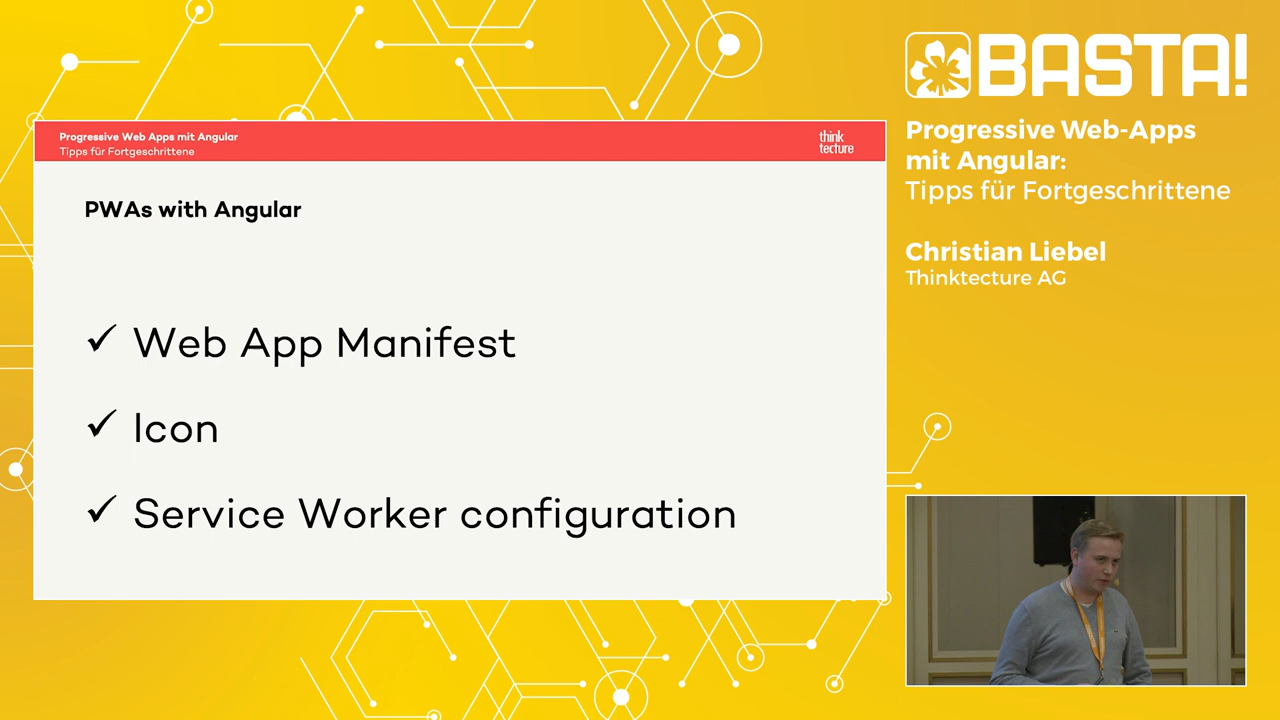 Progressive Web Apps mit Angular
Tipps für Fortgeschrittene
think
tecture
PWAs with Angular
✓ Web App Manifest
✓ Icon
✓ Service Worker configuration
BASTA!
Progressive Web-Apps
mit Angular:
Tipps für Fortgeschrittene
Christian Liebel
Thinktecture AG